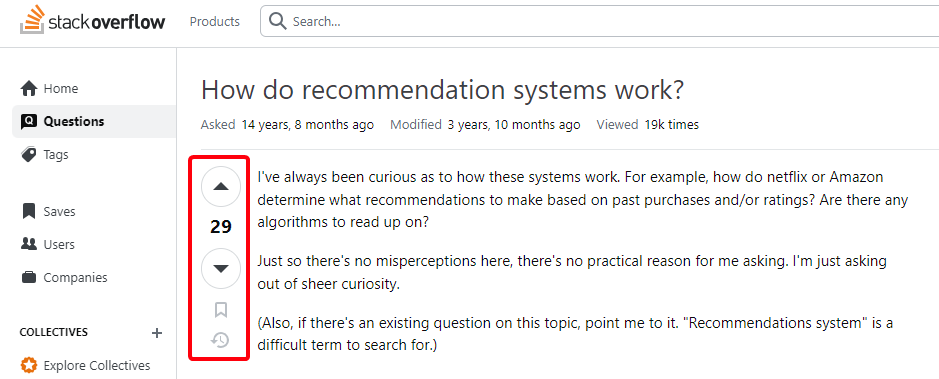 stackoverflow
Products
Search...
Home
Questions
Tags
Saves
Users
Companies
COLLECTIVES +
Explore Collectives
How do recommendation systems work?
Asked 14 years, 8 months ago Modified 3 years, 10 months ago Viewed 19k times
29
I've always been curious as to how these systems work. For example, how do netflix or Amazon
determine what recommendations to make based on past purchases and/or ratings? Are there any
algorithms to read up on?
Just so there's no misperceptions here, there's no practical reason for me asking. I'm just asking
out of sheer curiosity.
(Also, if there's an existing question on this topic, point me to it. "Recommendations system" is a
difficult term to search for.)